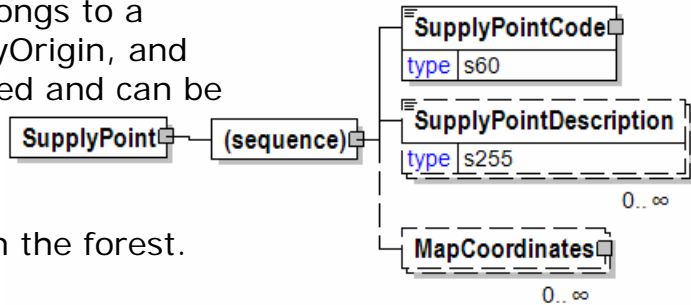 ongs to a
yOrigin, and
ed and can be
n the forest.
SupplyPoint
(sequence)
SupplyPointCode
type s60
SupplyPointDescription
type s255
0.. ∞
MapCoordinates
0.. ∞